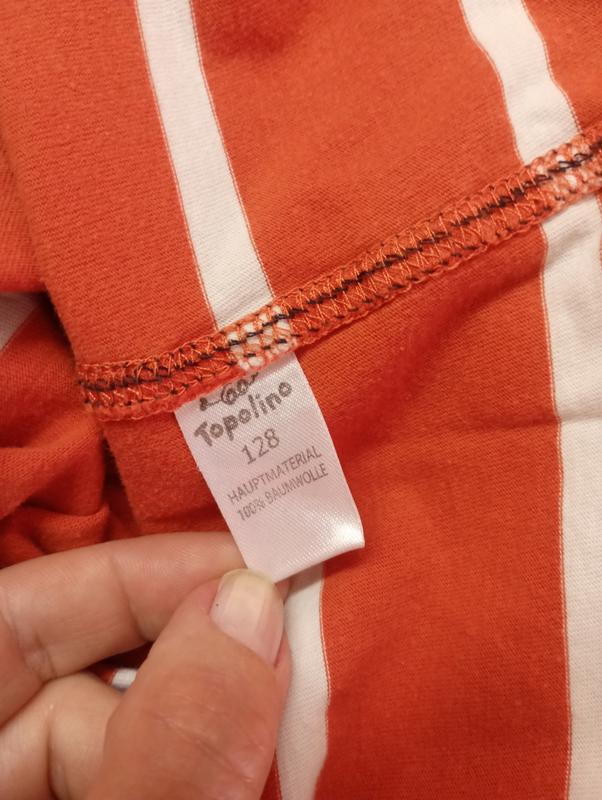 Topolino
128
HAUPTMATERIAL
100% BAUMWOLLE